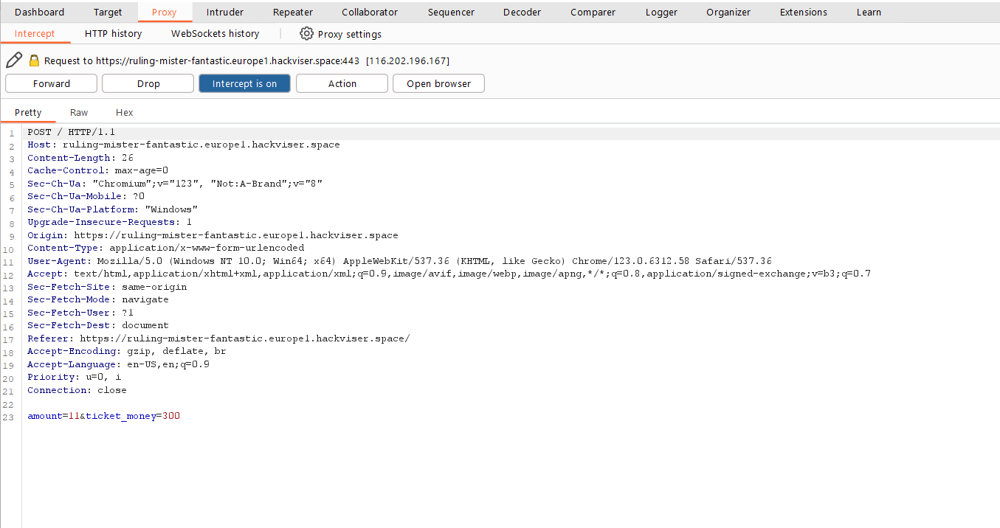 Dashboard Target Proxy Intruder Repeater Collaborator Sequencer Decoder Comparer Logger Organizer Extensions Learn
Intercept HTTP history WebSockets history Proxy settings
Request to https://ruling-mister-fantastic.europe1.hackviser.space:443 [116.202.196.167]
Forward Drop Intercept is on Action Open browser
Pretty Raw Hex
1 POST / HTTP/1.1
2 Host: ruling-mister-fantastic.europe1.hackviser.space
3 Content-Length: 26
4 Cache-Control: max-age=0
5 Sec-Ch-Ua: "Chromium";v="123", "Not:A-Brand";v="8"
6 Sec-Ch-Ua-Mobile: ?0
7 Sec-Ch-Ua-Platform: "Windows"
8 Upgrade-Insecure-Requests: 1
9 Origin: https://ruling-mister-fantastic.europe1.hackviser.space
10 Content-Type: application/x-www-form-urlencoded
11 User-Agent: Mozilla/5.0 (Windows NT 10.0; Win64; x64) AppleWebKit/537.36 (KHTML, like Gecko) Chrome/123.0.6312.58 Safari/537.36
12 Accept: text/html,application/xhtml+xml,application/xml;q=0.9,image/avif,image/webp,image/apng,*/*;q=0.8,application/signed-exchange;v=b3;q=0.7
13 Sec-Fetch-Site: same-origin
14 Sec-Fetch-Mode: navigate
15 Sec-Fetch-User: ?1
16 Sec-Fetch-Dest: document
17 Referer: https://ruling-mister-fantastic.europe1.hackviser.space/
18 Accept-Encoding: gzip, deflate, br
19 Accept-Language: en-US,en;q=0.9
20 Priority: u=0, i
21 Connection: close
22
23 amount=11&ticket_money=300